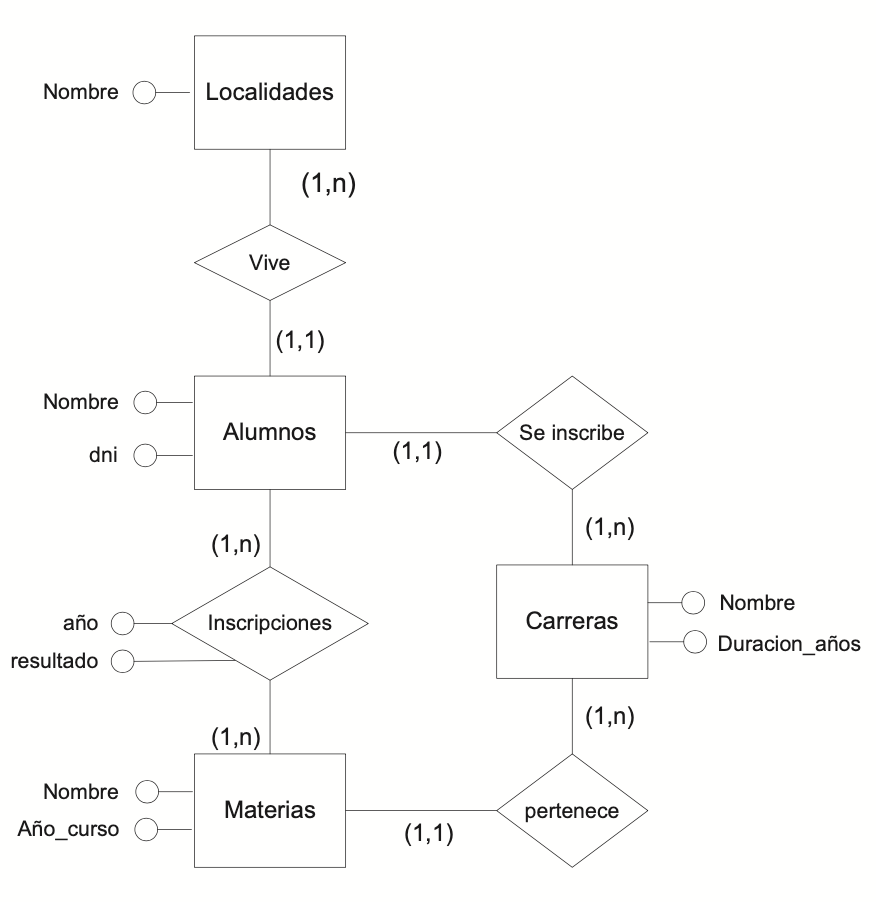 Nombre
Localidades
(1,n)
Vive
(1,1)
Nombre
dni
Alumnos
(1,1)
Se inscribe
(1,n)
(1,n)
año
resultado
Inscripciones
Carreras
Nombre
Duracion_años
(1,n)
(1,n)
Nombre
Año_curso
Materias
(1,1)
pertenece